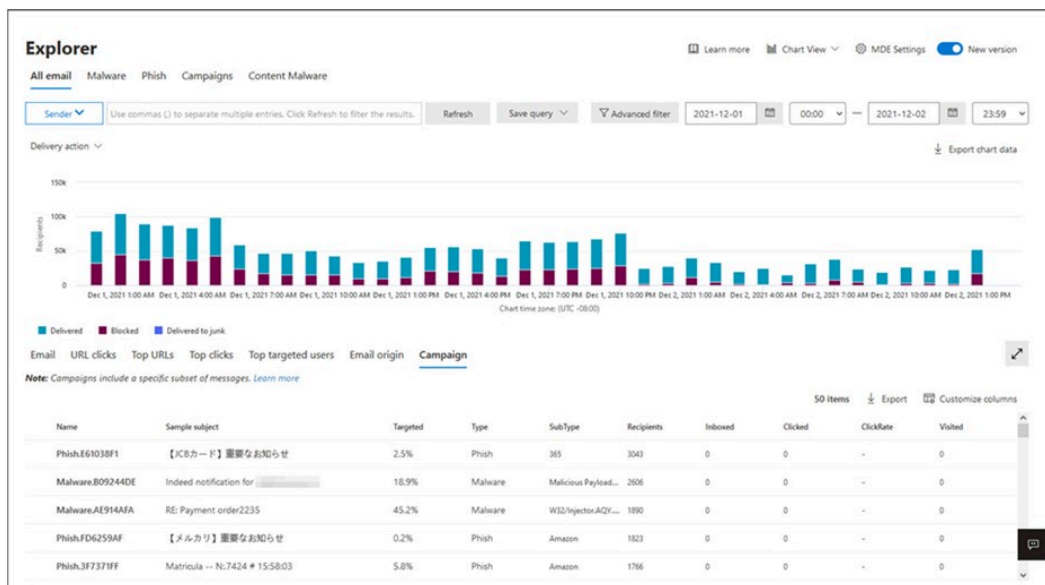 Explorer
Learn more Chart View MDE Settings New version
All email Malware Phish Campaigns Content Malware
Sender Use commas (,) to separate multiple entries. Click Refresh to filter the results. Refresh Save query Advanced filter 2021-12-01 00:00 — 2021-12-02 23:59
Delivery action Export chart data
150k
100k
50k
0
Recipients
Dec 1, 2021 1:00 AM Dec 1, 2021 4:00 AM Dec 1, 2021 7:00 AM Dec 1, 2021 10:00 AM Dec 1, 2021 1:00 PM Dec 1, 2021 4:00 PM Dec 1, 2021 7:00 PM Dec 1, 2021 10:00 PM Dec 2, 2021 1:00 AM Dec 2, 2021 4:00 AM Dec 2, 2021 7:00 AM Dec 2, 2021 10:00 AM Dec 2, 2021 1:00 PM
Chart time zone: (UTC -08:00)
Delivered Blocked Delivered to junk
Email URL clicks Top URLs Top clicks Top targeted users Email origin Campaign
Note: Campaigns include a specific subset of messages. Learn more
50 items Export Customize columns
Name Sample subject Targeted Type SubType Recipients Inboxed Clicked ClickRate Visited
Phish.E61038F1 【JCBカード】重要なお知らせ 2.5% Phish 365 3043 0 0 - 0
Malware.B09244DE Indeed notification for 18.9% Malware Malicious Payload... 2606 0 0 - 0
Malware.AE914AFA RE: Payment order2235 45.2% Malware W32/Injector.AQY.... 1890 0 0 - 0
Phish.FD6259AF 【メルカリ】重要なお知らせ 0.2% Phish Amazon 1823 0 0 - 0
Phish.3F7371FF Matricula -- N:.7424 # 15:58:03 5.8% Phish Amazon 1766 0 0 - 0